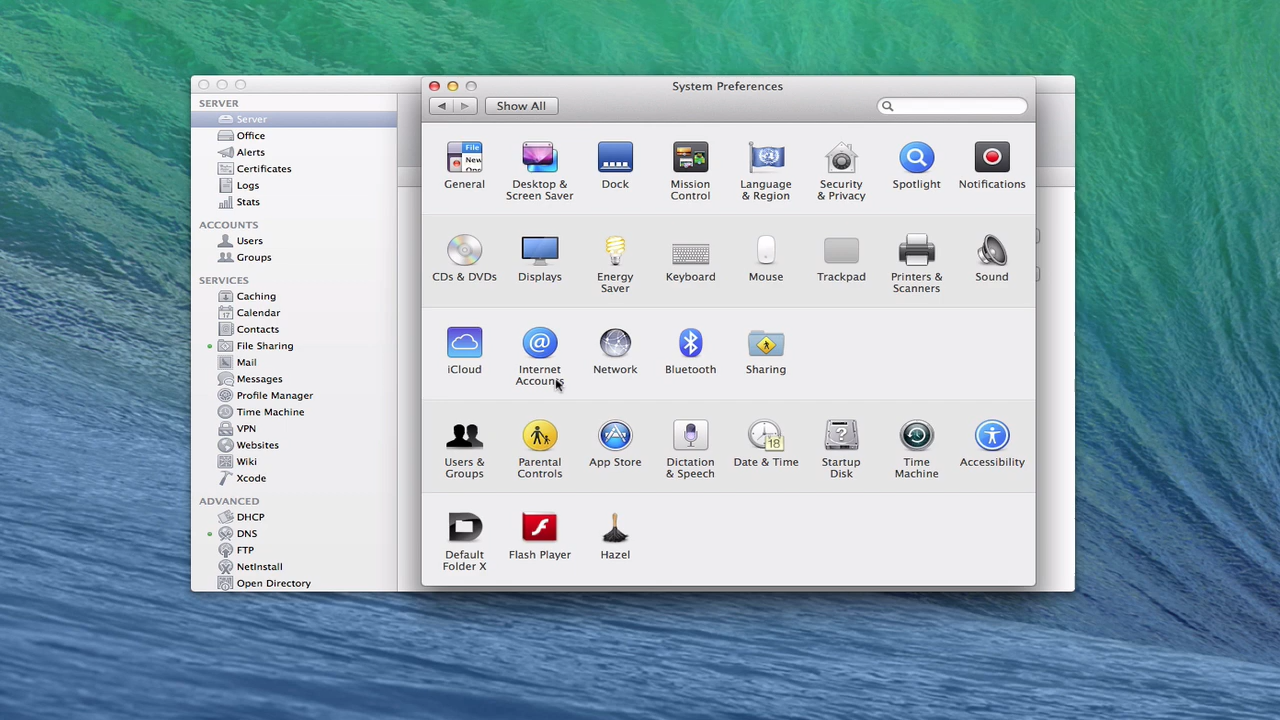 System Preferences
Show All
SERVER
Server
Office
Alerts
Certificates
Logs
Stats
ACCOUNTS
Users
Groups
SERVICES
Caching
17
Calendar
Contacts
File Sharing
Mail
Messages
Profile Manager
Time Machine
VPN
Websites
Wiki
Xcode
ADVANCED
DHCP
DNS
FTP
NetInstall
Open Directory
File
New
General
Desktop &
Screen Saver
Dock
Mission
Control
Language
& Region
Security
& Privacy
Spotlight
Notifications
CDs & DVDs
Displays
Energy
Saver
Keyboard
Mouse
Trackpad
Printers &
Scanners
Sound
iCloud
@
Internet
Accounts
Network
Bluetooth
Sharing
Users &
Groups
Parental
Controls
App Store
Dictation
& Speech
18
Date & Time
?
Startup
Disk
Time
Machine
Accessibility
Default
Folder X
Flash Player
Hazel